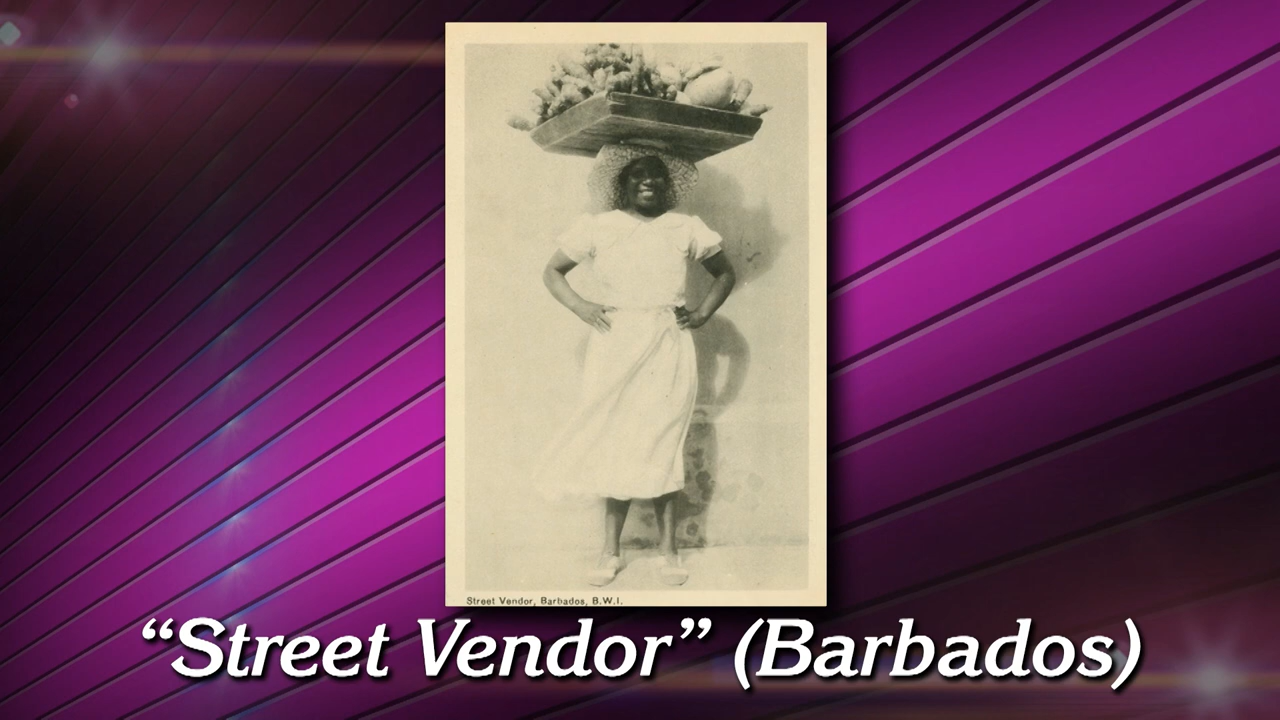 Street Vendor, Barbados, B.W.I.
“Street Vendor” (Barbados)